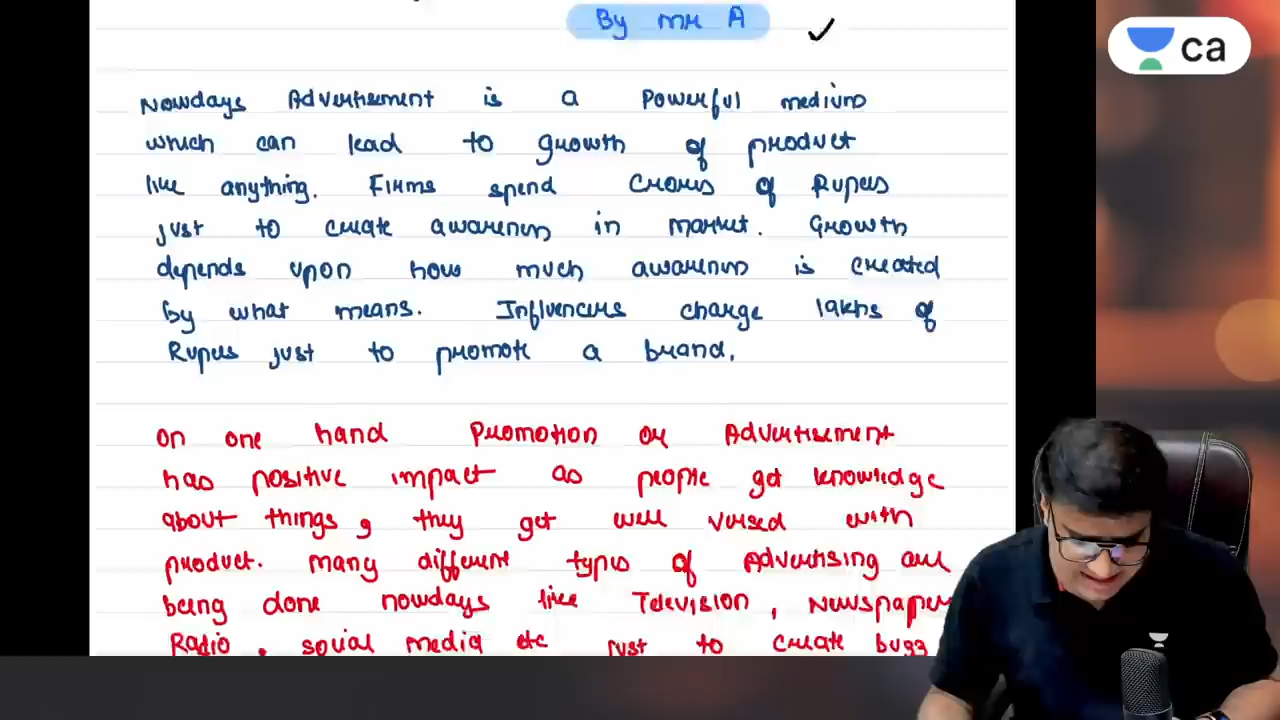 By Mr A
ca
Nowdays Advertisement is a Powerful medium
which can lead to growth of product
like anything. Firms spend Crores of Rupees
just to create awareness in market. Growth
depends upon how much awareness is created
by what means. Influencers charge lakhs of
Rupees just to promote a brand.
On one hand Promotion or Advertisement
has positive impact as people get knowledge
about things, they get well versed with
product. Many different types of Advertising are
being done nowdays like Television, Newspaper
Radio, social media etc just to create buzz